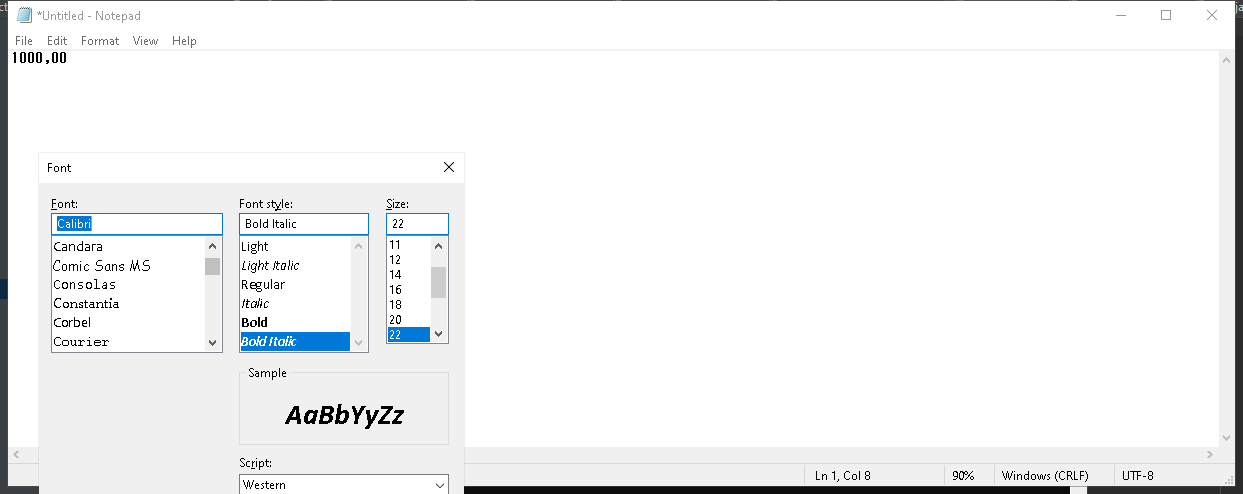 *Untitled - Notepad
File Edit Format View Help
1000,00
Font
Font: Font style: Size:
Calibri Bold Italic 22
Candara Light 11
Comic Sans MS Light Italic 12
Consolas Regular 14
Constantia Italic 16
Corbel Bold 18
Courier Bold Italic 20
22
Sample
AaBbYyZz
Script:
Western
Ln 1, Col 8 90% Windows (CRLF) UTF-8